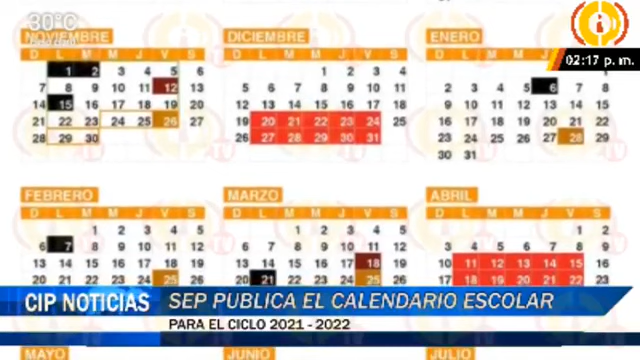 30°C
02:17 p. m.
NOVIEMBRE DICIEMBRE ENERO
D L M M J V S D L M M J V S D L M M J V S
1 2 3 4 5 6 1 2 3 4 1
7 8 9 10 11 12 13 5 6 7 8 9 10 11 2 3 4 5 6 7 8
14 15 16 17 18 19 20 12 13 14 15 16 17 18 9 10 11 12 13 14 15
21 22 23 24 25 26 27 19 20 21 22 23 24 25 16 17 18 19 20 21 22
28 29 30 26 27 28 29 30 31 23 24 25 26 27 28 29
30 31
FEBRERO MARZO ABRIL
D L M M J V S D L M M J V S D L M M J V S
1 2 3 4 5 1 2 3 4 5 1 2
6 7 8 9 10 11 12 6 7 8 9 10 11 12 3 4 5 6 7 8 9
13 14 15 16 17 18 19 13 14 15 16 17 18 19 10 11 12 13 14 15 16
20 21 22 23 24 25 26 20 21 22 23 24 25 26 17 18 19 20 21 22 23
CIP NOTICIAS
SEP PUBLICA EL CALENDARIO ESCOLAR
PARA EL CICLO 2021 - 2022
MAYO JUNIO JULIO